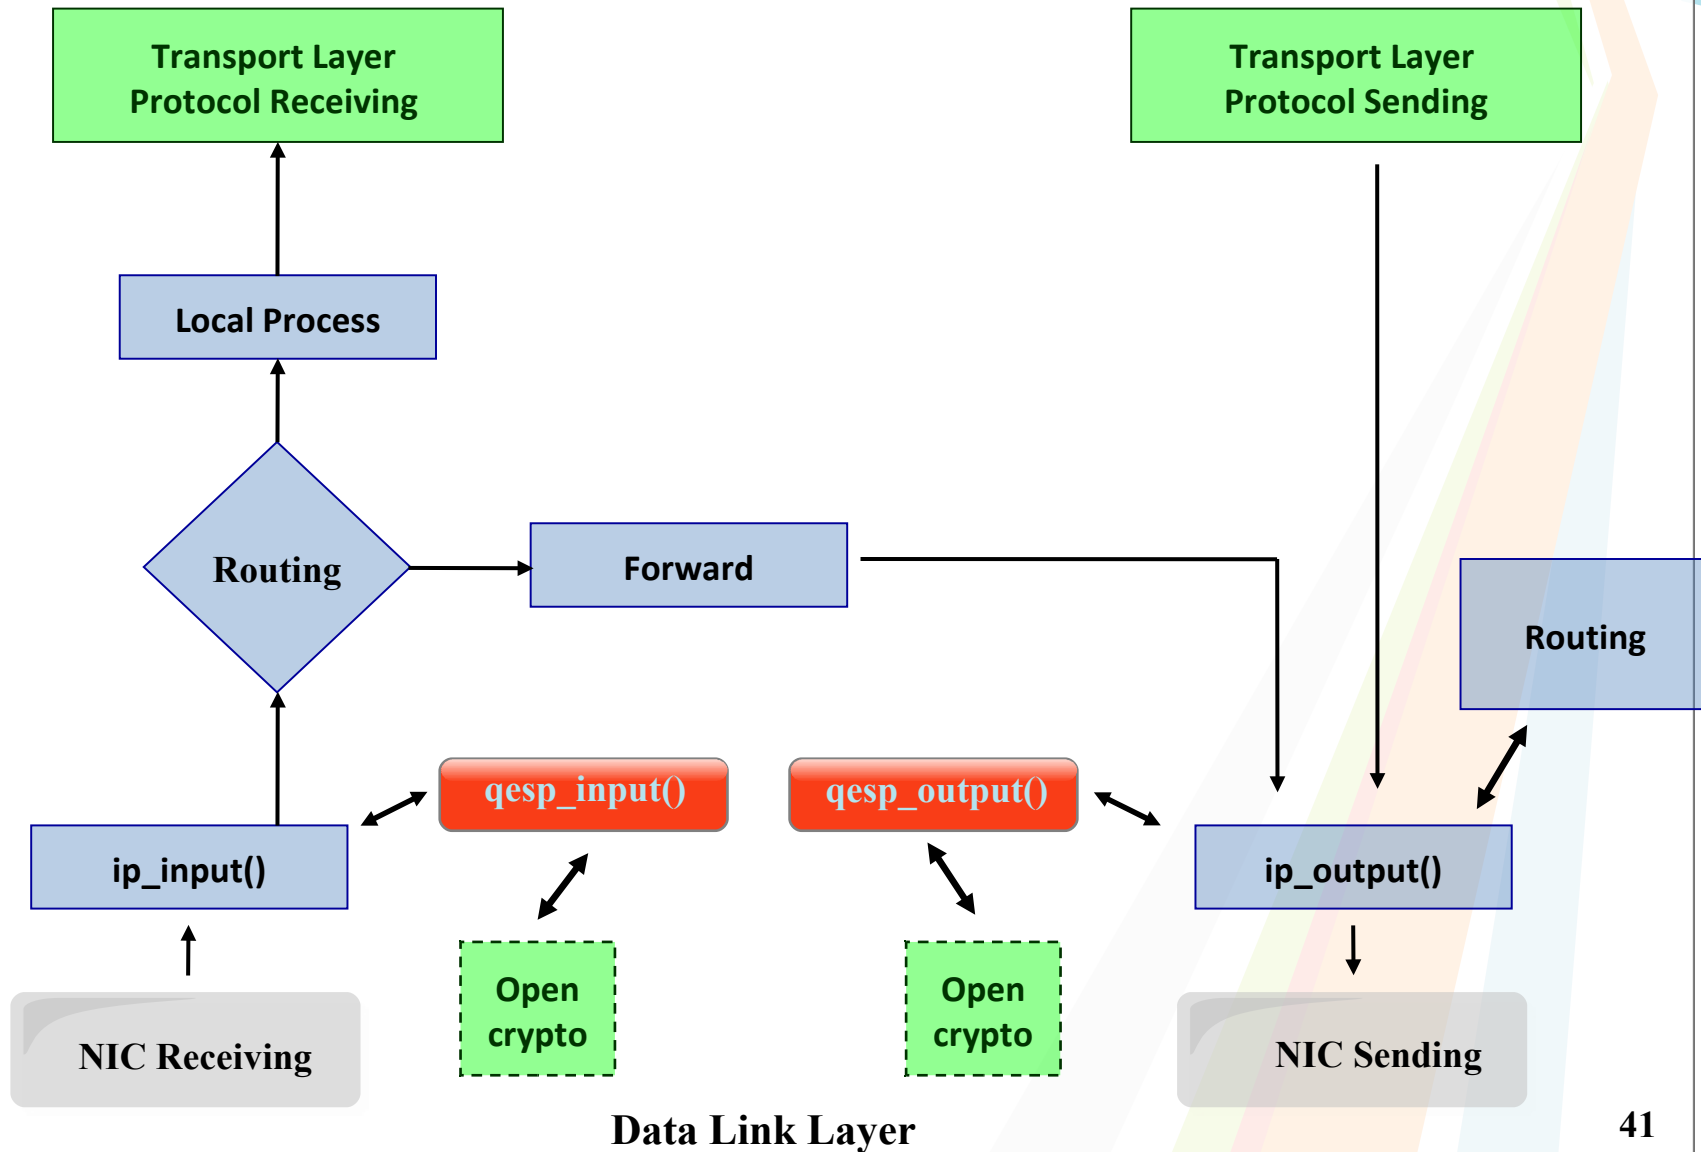 Transport Layer
Protocol Receiving
Transport Layer
Protocol Sending
Local Process
Routing
Forward
Routing
qesp_input()
qesp_output()
ip_input()
ip_output()
Open
crypto
Open
crypto
NIC Receiving
NIC Sending
Data Link Layer
41